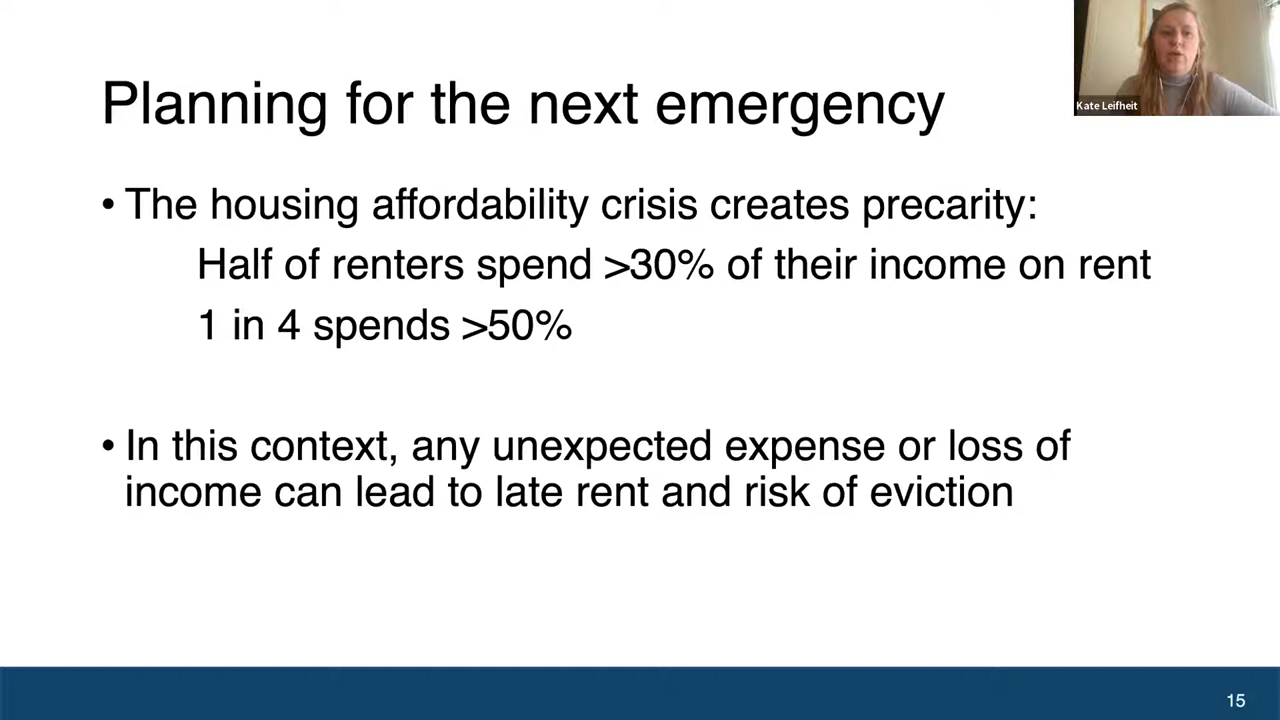 Planning for the next emergency
Kate Leifheit
• The housing affordability crisis creates precarity:
Half of renters spend >30% of their income on rent
1 in 4 spends >50%
• In this context, any unexpected expense or loss of
income can lead to late rent and risk of eviction
15